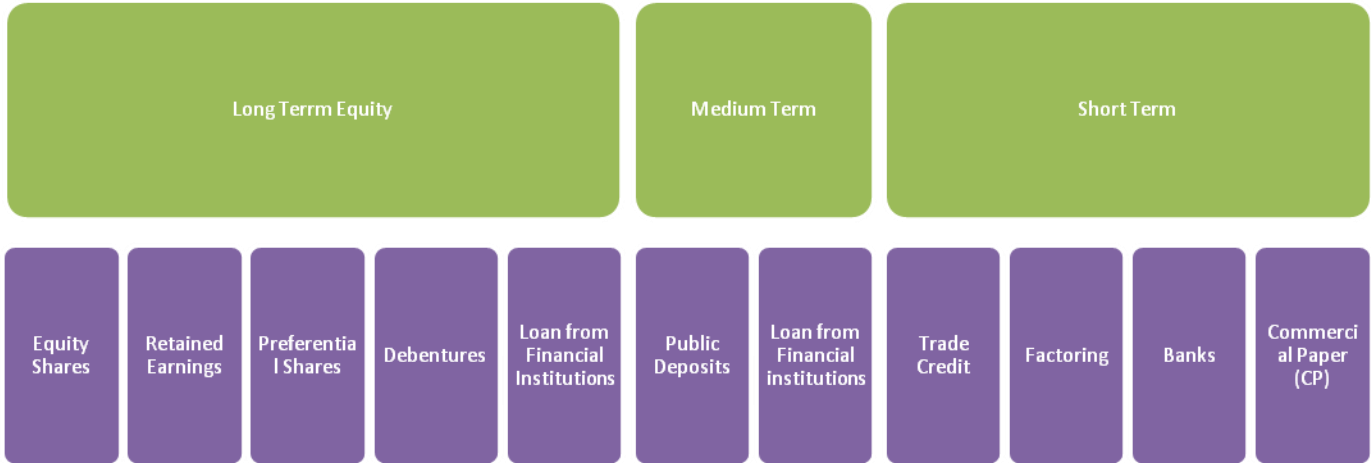 Long Terrm Equity
Medium Term
Short Term
Equity
Shares
Retained
Earnings
Preferentia
l Shares
Debentures
Loan from
Financial
Institutions
Public
Deposits
Loan from
Financial
institutions
Trade
Credit
Factoring
Banks
Commerci
al Paper
(CP)